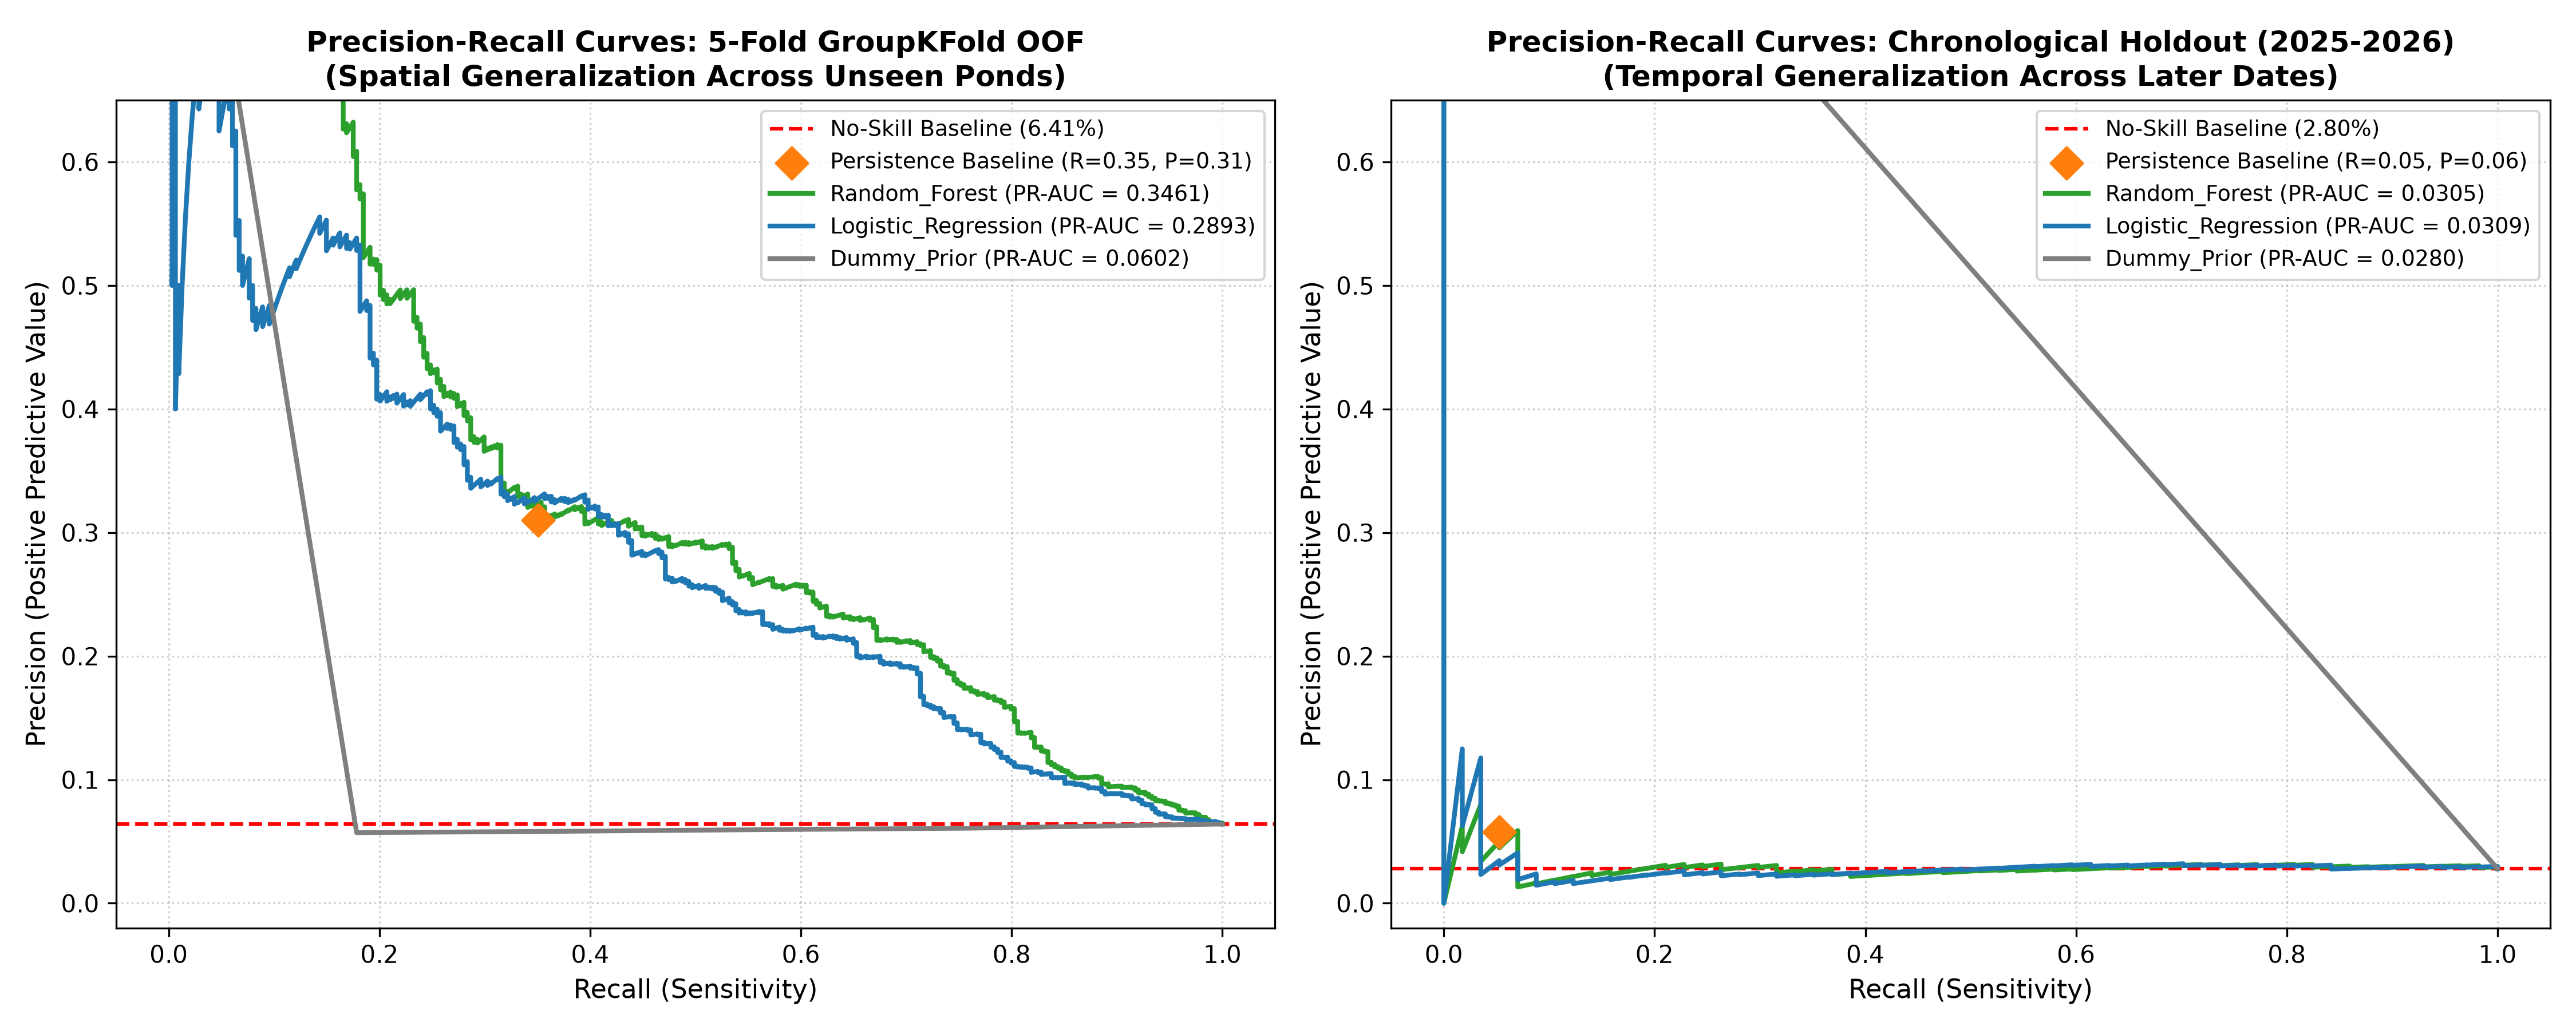 Precision-Recall Curves: 5-Fold GroupKFold OOF
(Spatial Generalization Across Unseen Ponds)
No-Skill Baseline (6.41%)
Persistence Baseline (R=0.35, P=0.31)
Random_Forest (PR-AUC = 0.3461)
Logistic_Regression (PR-AUC = 0.2893)
Dummy_Prior (PR-AUC = 0.0602)
Precision (Positive Predictive Value)
0.6
0.5
0.4
0.3
0.2
0.1
0.0
0.0 0.2 0.4 0.6 0.8 1.0
Recall (Sensitivity)
Precision-Recall Curves: Chronological Holdout (2025-2026)
(Temporal Generalization Across Later Dates)
No-Skill Baseline (2.80%)
Persistence Baseline (R=0.05, P=0.06)
Random_Forest (PR-AUC = 0.0305)
Logistic_Regression (PR-AUC = 0.0309)
Dummy_Prior (PR-AUC = 0.0280)
Precision (Positive Predictive Value)
0.6
0.5
0.4
0.3
0.2
0.1
0.0
0.0 0.2 0.4 0.6 0.8 1.0
Recall (Sensitivity)